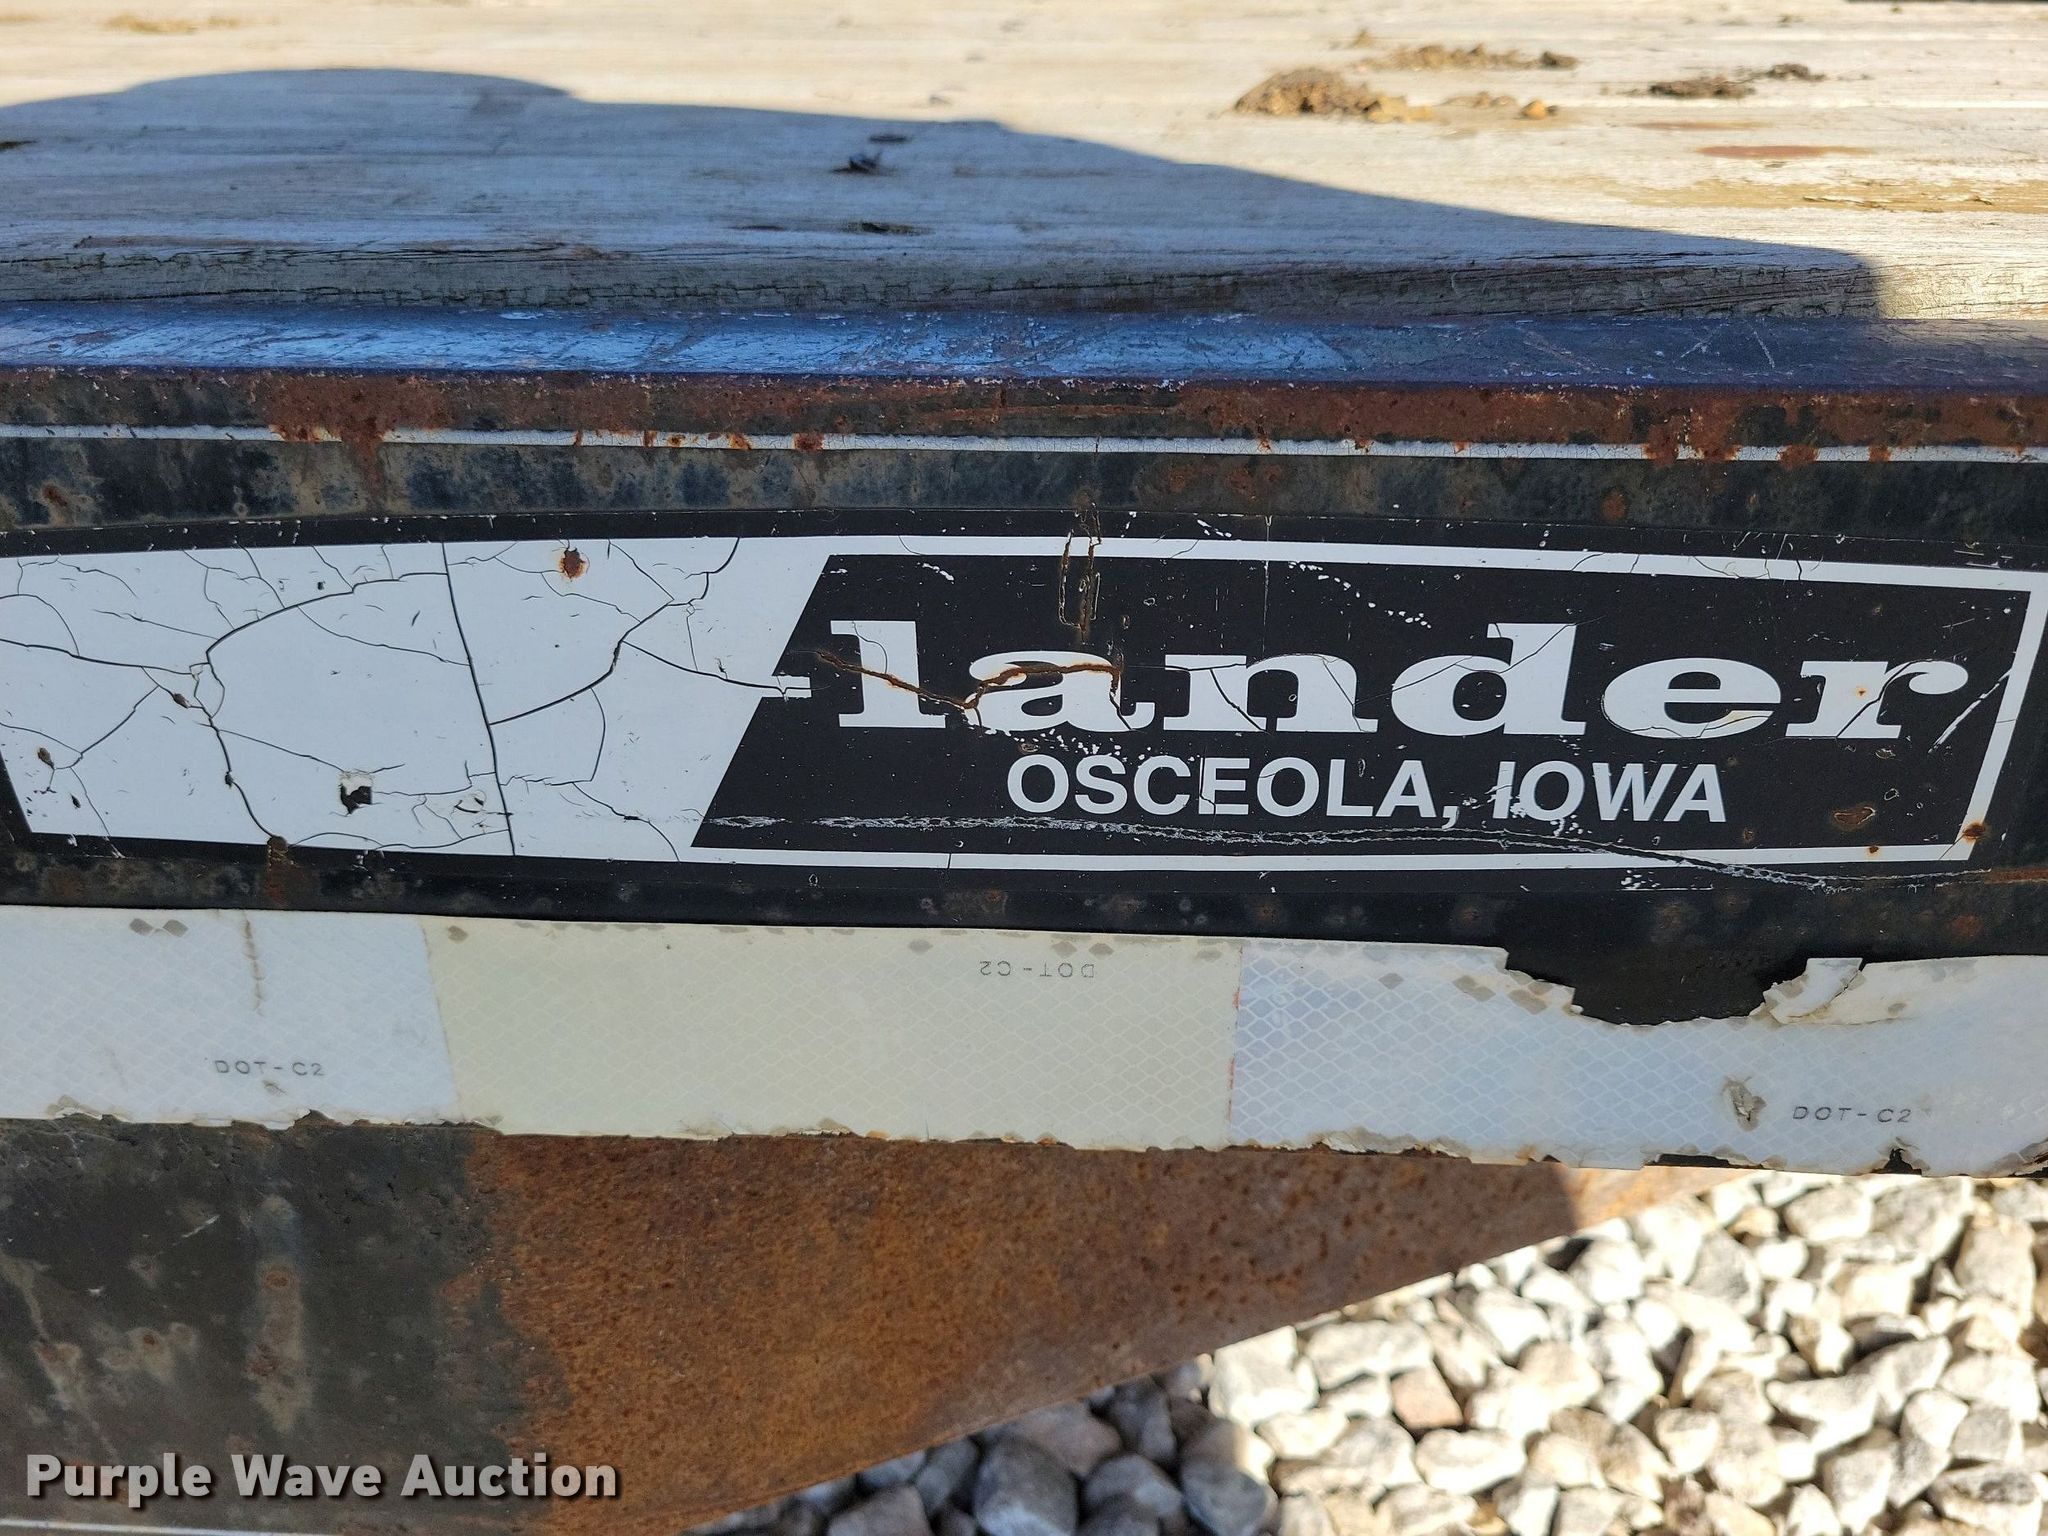 -lander
OSCEOLA, IOWA
DOT-C2
DOT-C2
DOT-C2
Purple Wave Auction